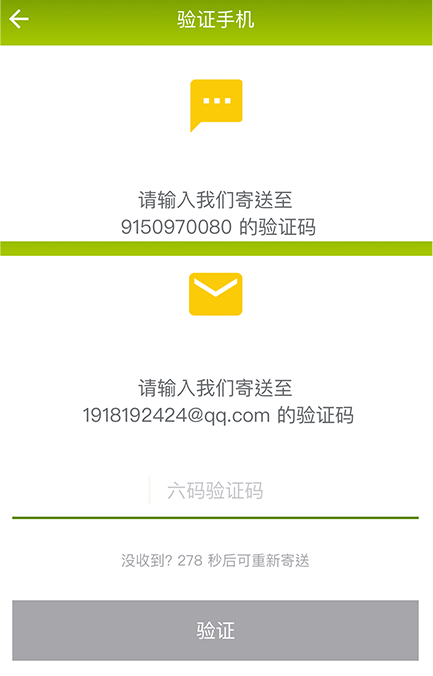 验证手机
请输入我们寄送至
9150970080 的验证码
请输入我们寄送至
1918192424@qq.com 的验证码
六码验证码
没收到? 278 秒后可重新寄送
验证